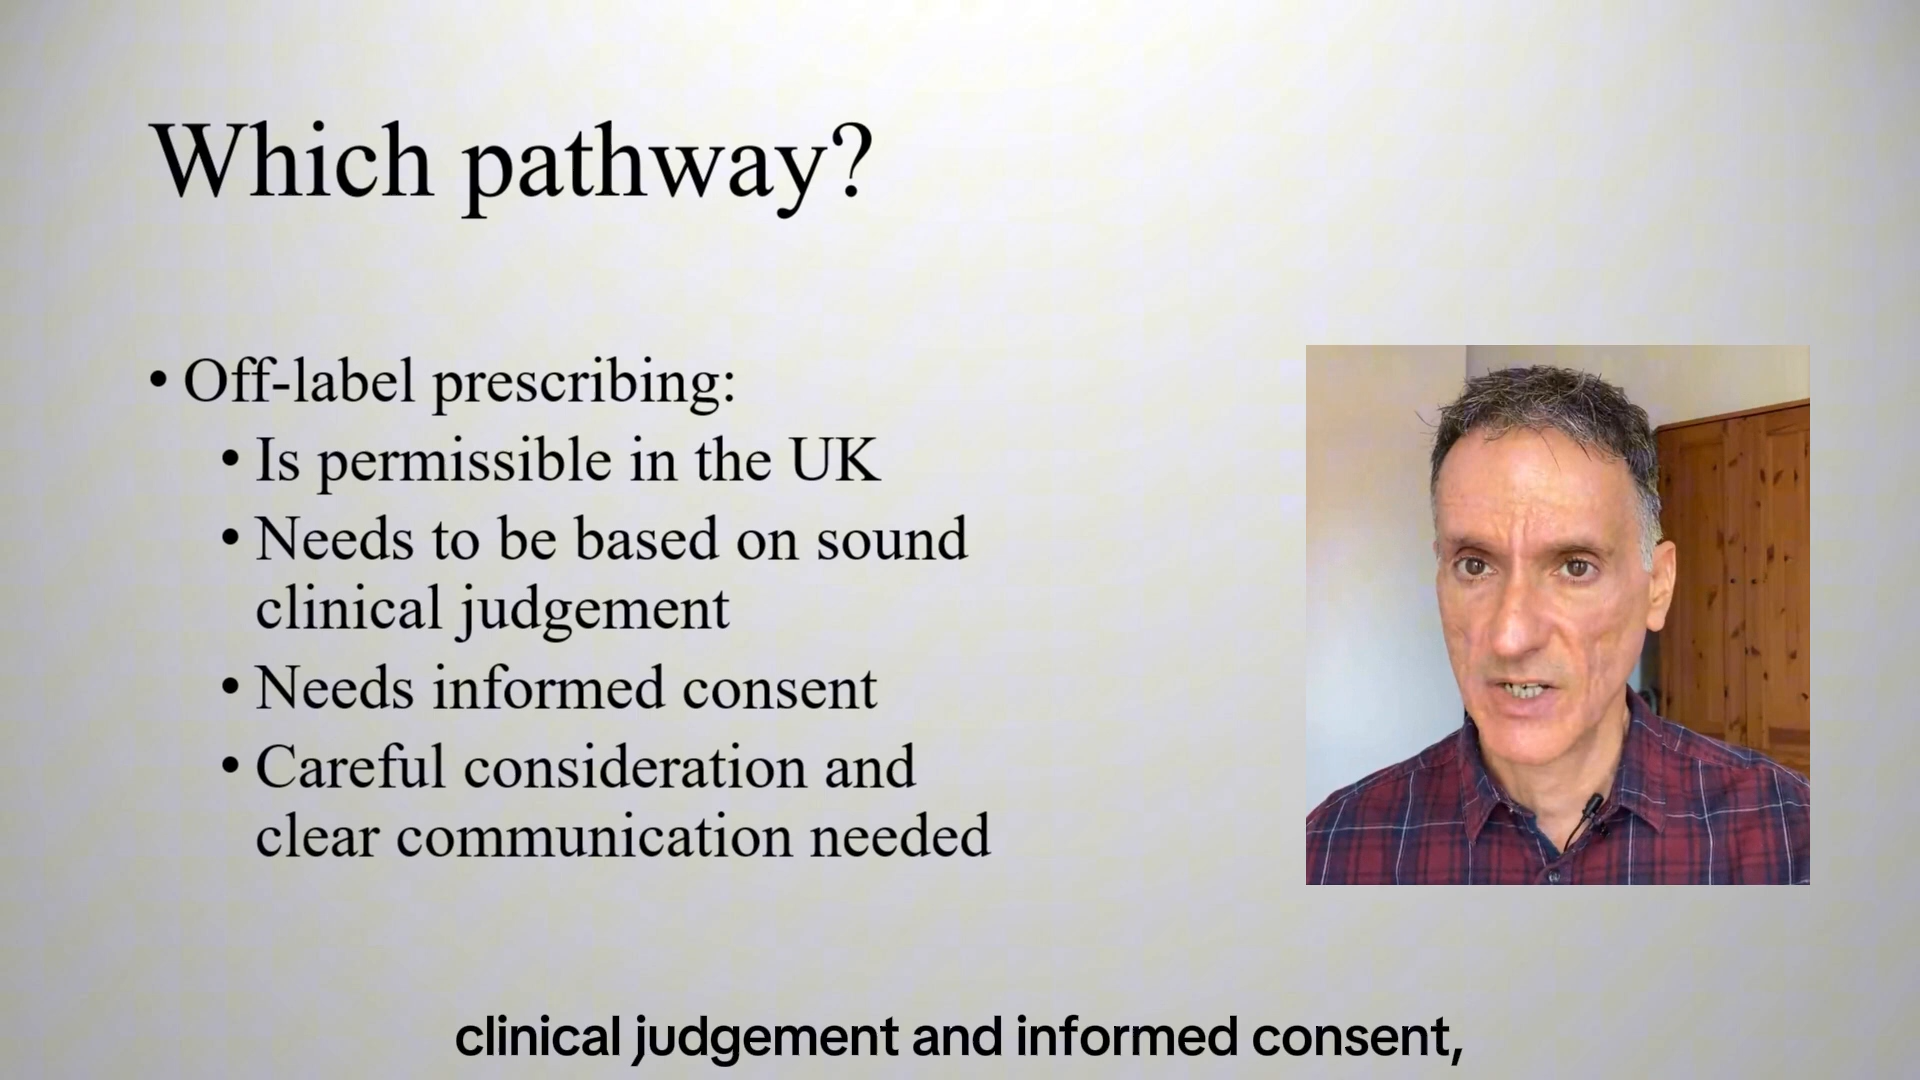 Which pathway?
• Off-label prescribing:
• Is permissible in the UK
• Needs to be based on sound
clinical judgement
• Needs informed consent
• Careful consideration and
clear communication needed
clinical judgement and informed consent,